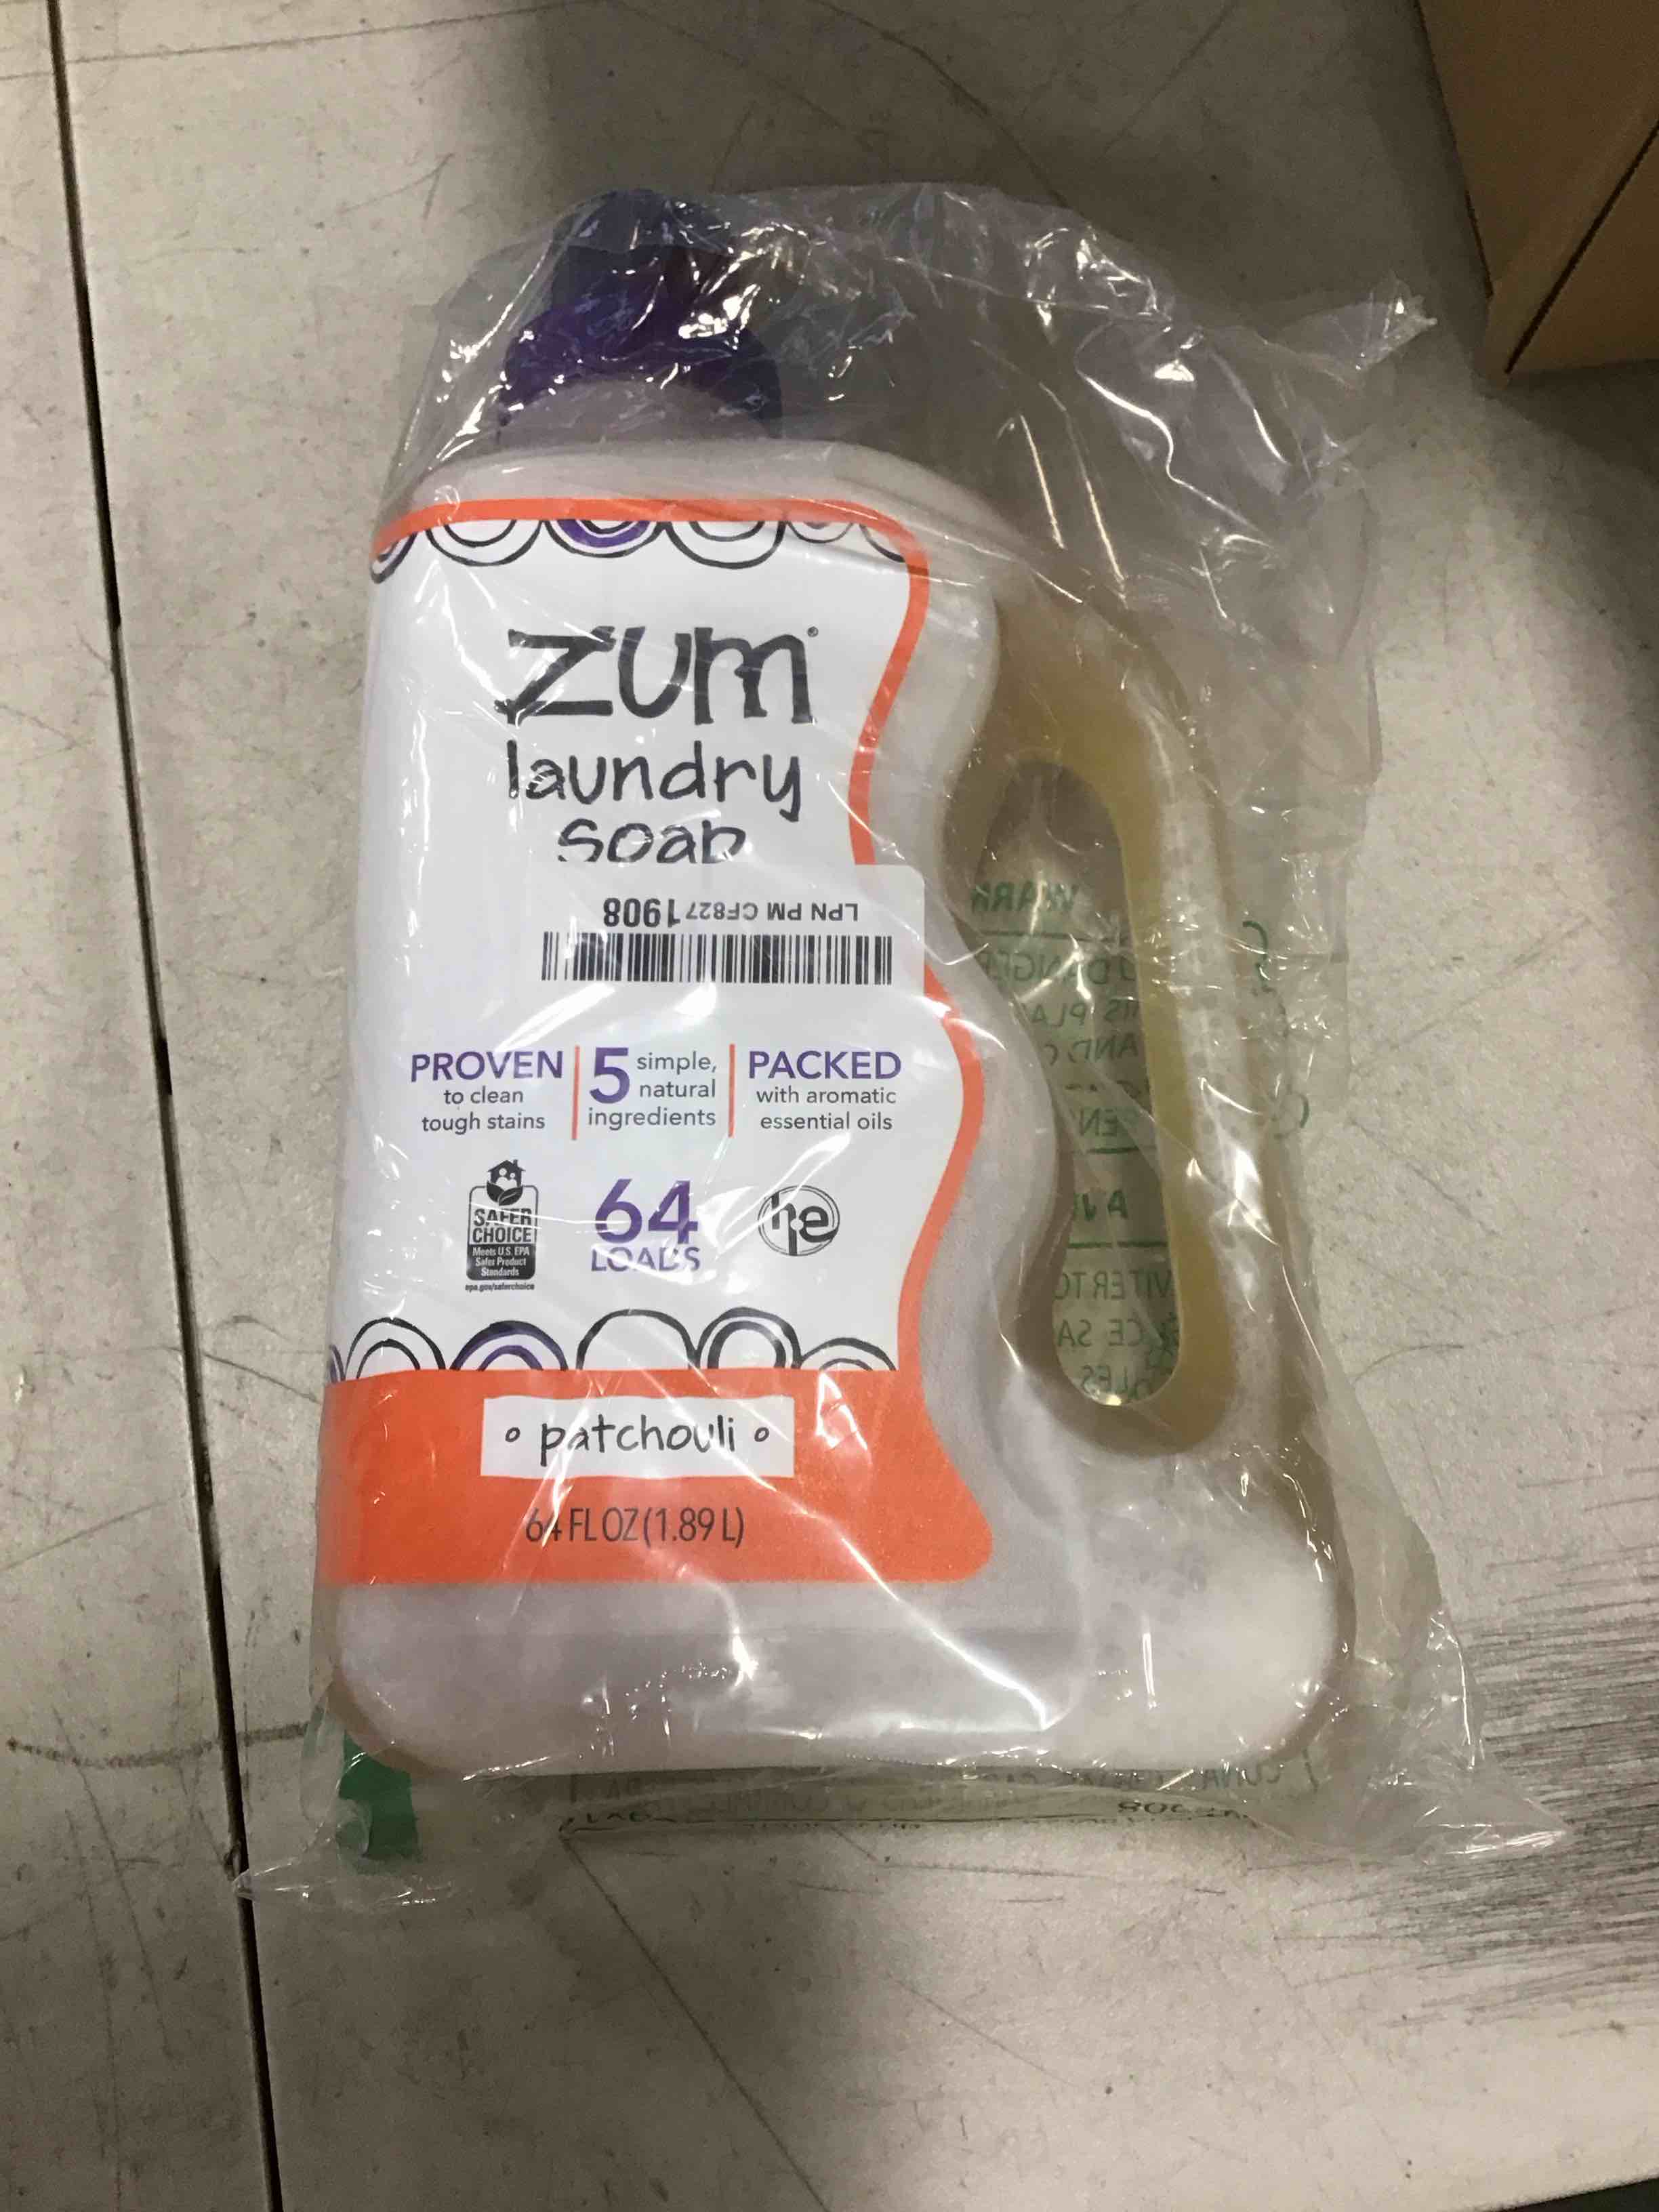 zum
laundry
soap
LPN PM CF8271908
PROVEN
to clean
tough stains
5 simple,
natural
ingredients
PACKED
with aromatic
essential oils
SAFER
CHOICE
Meets U.S. EPA
Safer Product
Standards
epa.gov/saferchoice
64
LOADS
he
• patchouli •
64 FL OZ (1.89 L)